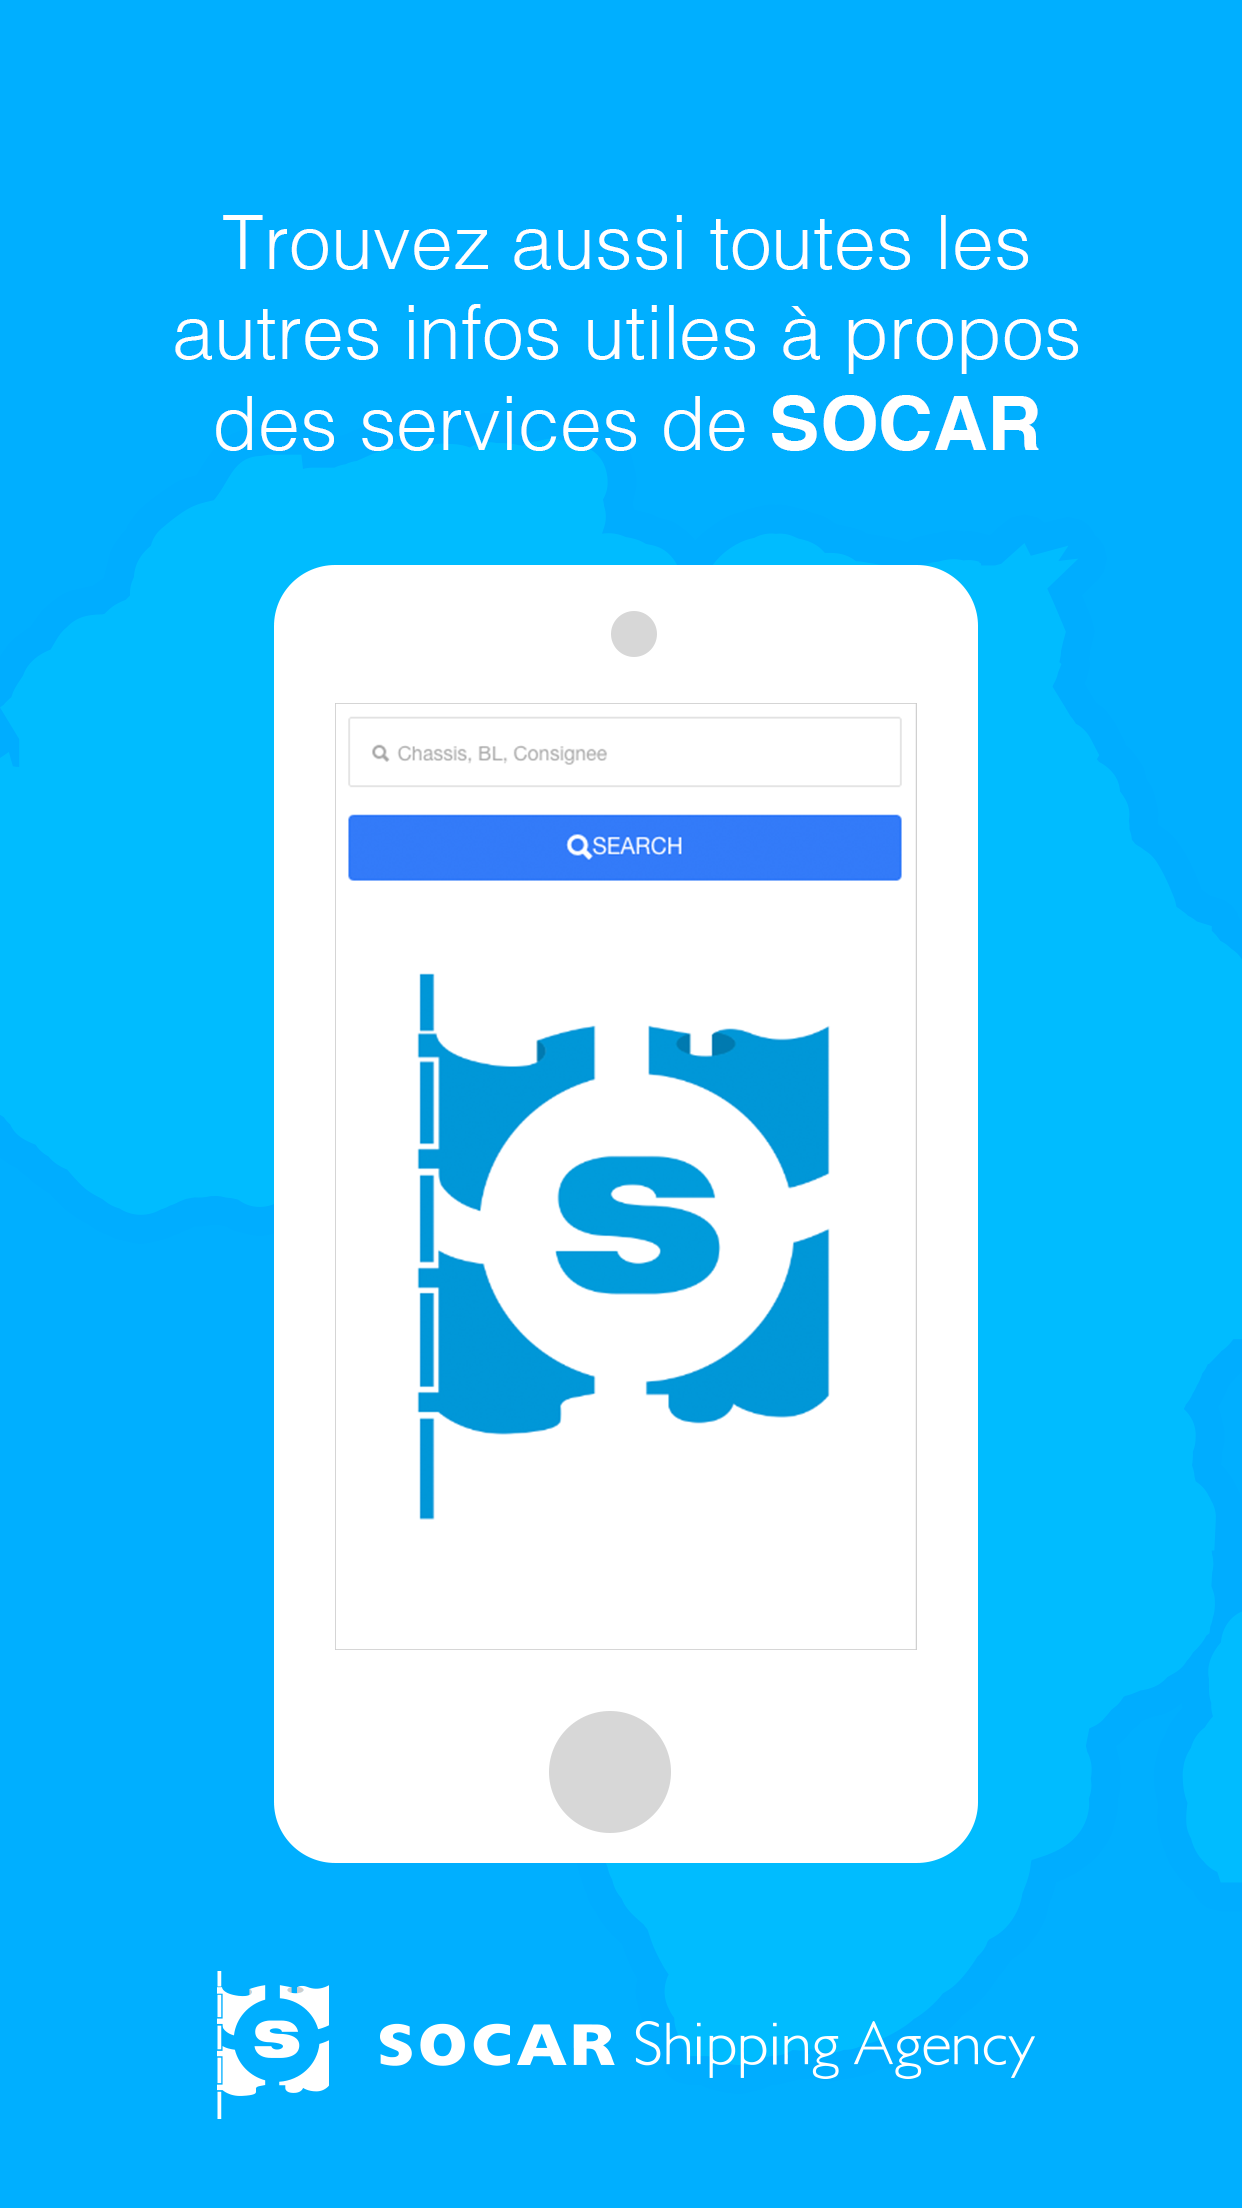 Trouvez aussi toutes les
autres infos utiles à propos
des services de SOCAR
Chassis, BL, Consignee
SEARCH
S
S
SOCAR Shipping Agency